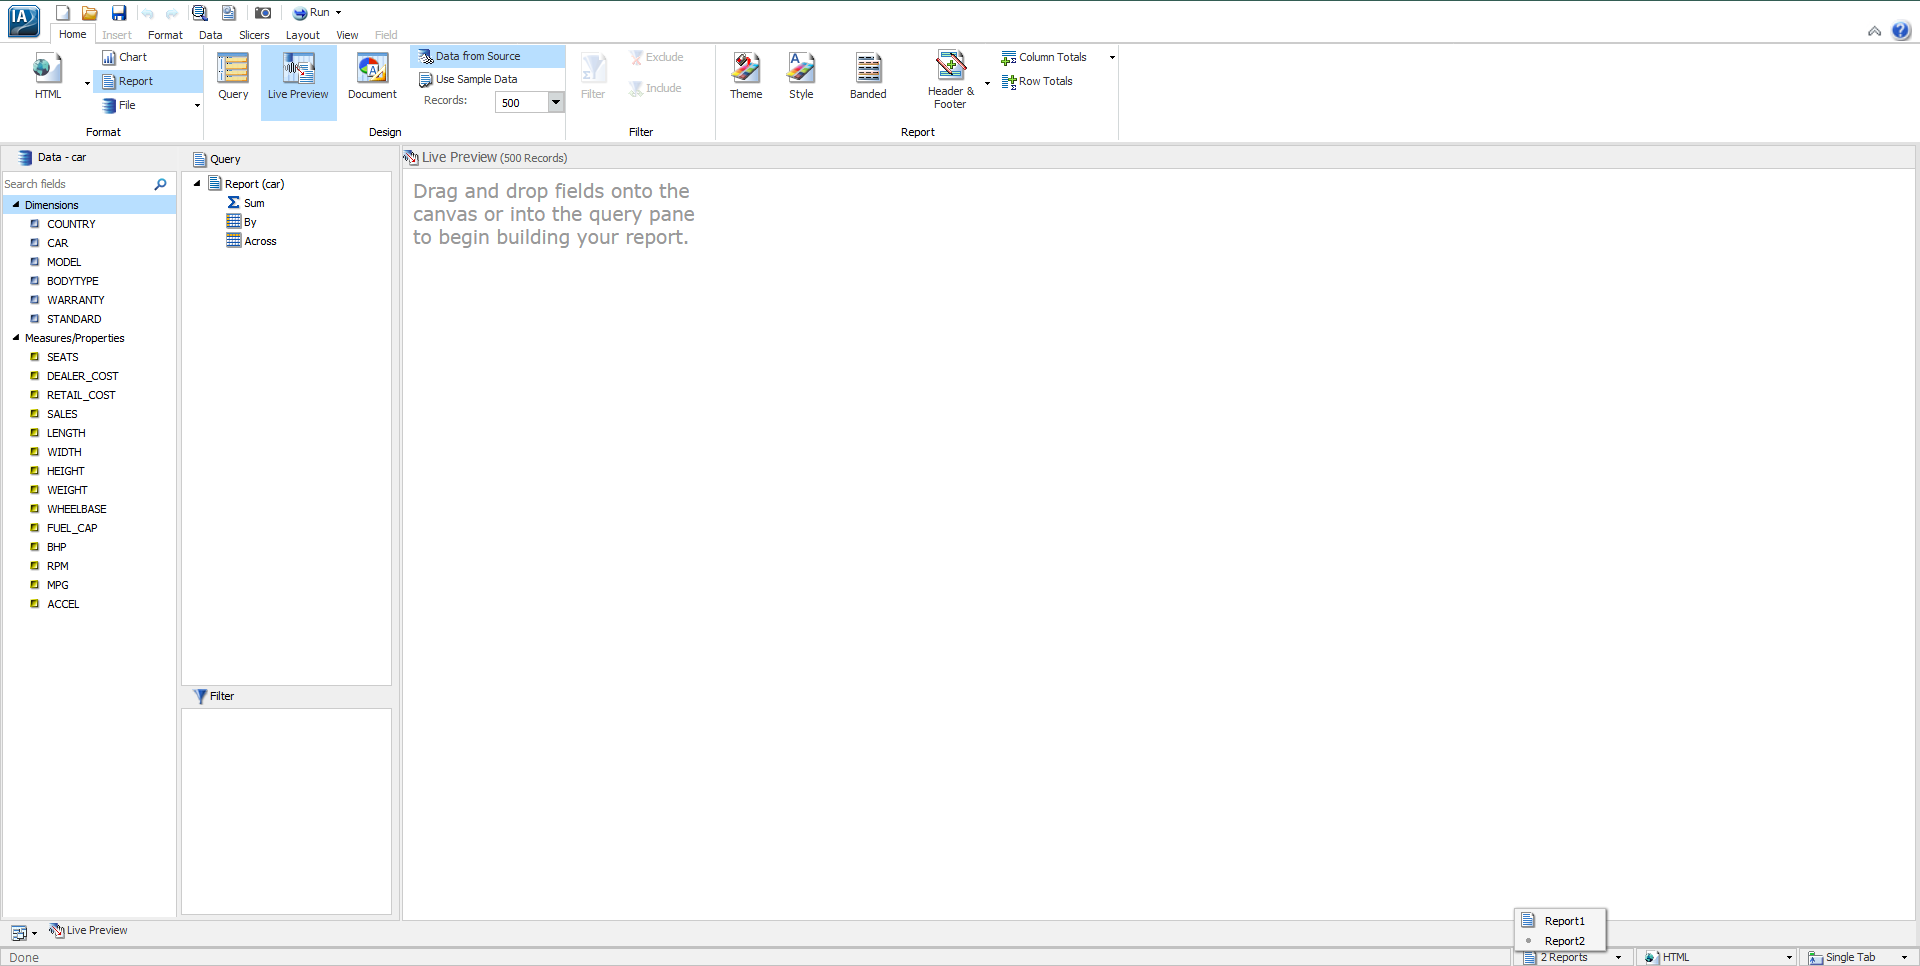 IA
Run
Home Insert Format Data Slicers Layout View Field
HTML
Chart
Report
File
Format
Query
Live Preview
Document
Data from Source
Use Sample Data
Records: 500
Design
Filter
Exclude
Include
Filter
Theme
Style
Banded
Header &
Footer
Column Totals
Row Totals
Report
Data - car
Search fields
Dimensions
COUNTRY
CAR
MODEL
BODYTYPE
WARRANTY
STANDARD
Measures/Properties
SEATS
DEALER_COST
RETAIL_COST
SALES
LENGTH
WIDTH
HEIGHT
WEIGHT
WHEELBASE
FUEL_CAP
BHP
RPM
MPG
ACCEL
Query
Report (car)
Sum
By
Across
Filter
Live Preview (500 Records)
Drag and drop fields onto the
canvas or into the query pane
to begin building your report.
Live Preview
Report1
Report2
Done
2 Reports
HTML
Single Tab